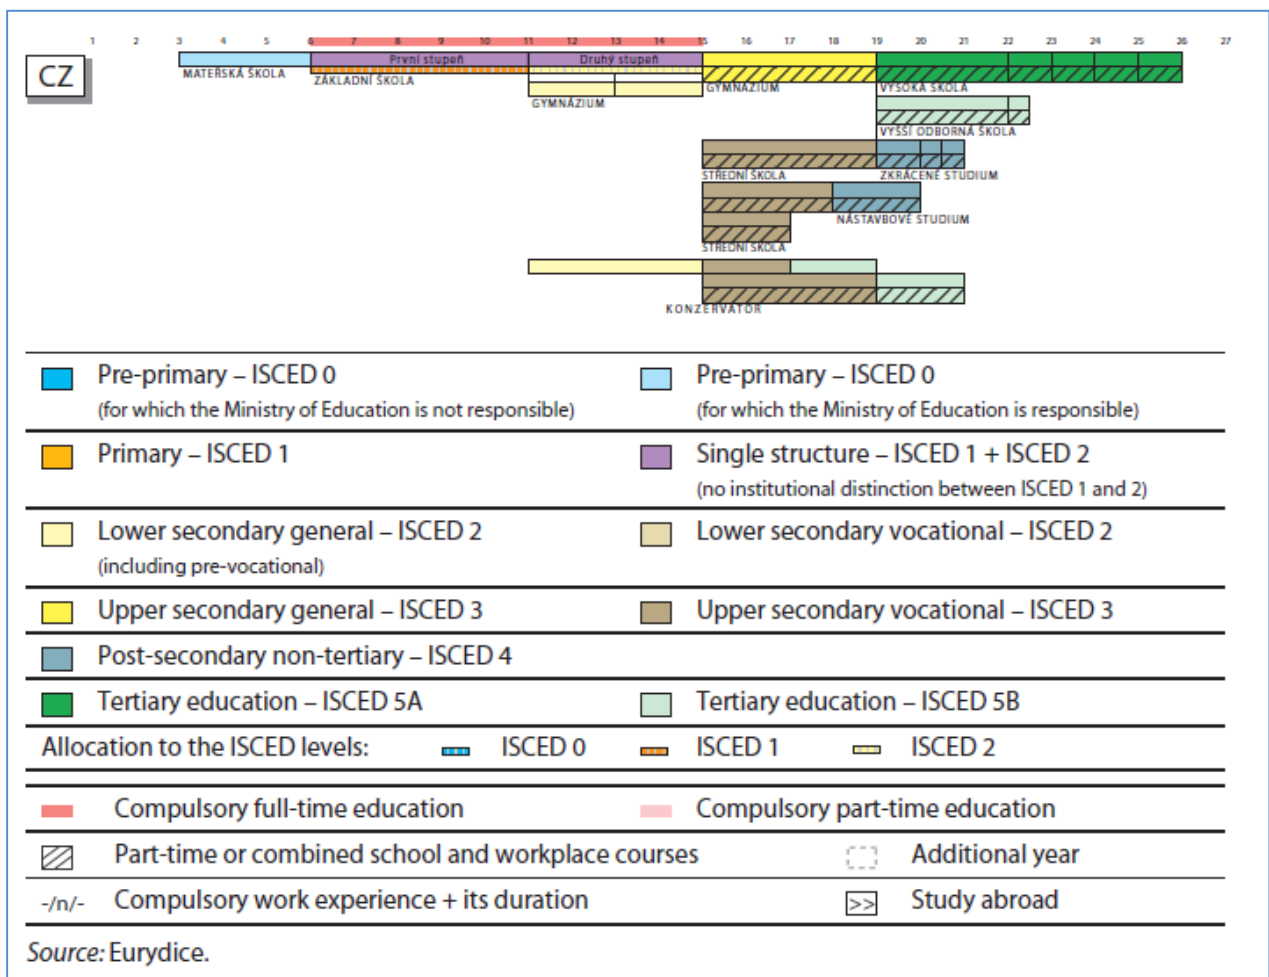 1 2 3 4 5 6 7 8 9 10 11 12 13 14 15 16 17 18 19 20 21 22 23 24 25 26 27
CZ
První stupeň Druhý stupeň
MATEŘSKÁ ŠKOLA ZÁKLADNÍ ŠKOLA GYMNÁZIUM VYSOKÁ ŠKOLA
GYMNÁZIUM
VYŠŠÍ ODBORNÁ ŠKOLA
STŘEDNÍ ŠKOLA ZKRÁCENÉ STUDIUM
NÁSTAVBOVÉ STUDIUM
STŘEDNÍ ŠKOLA
KONZERVATOŘ
Pre-primary – ISCED 0 Pre-primary – ISCED 0
(for which the Ministry of Education is not responsible) (for which the Ministry of Education is responsible)
Primary – ISCED 1 Single structure – ISCED 1 + ISCED 2
(no institutional distinction between ISCED 1 and 2)
Lower secondary general – ISCED 2 Lower secondary vocational – ISCED 2
(including pre-vocational)
Upper secondary general – ISCED 3 Upper secondary vocational – ISCED 3
Post-secondary non-tertiary – ISCED 4
Tertiary education – ISCED 5A Tertiary education – ISCED 5B
Allocation to the ISCED levels: ISCED 0 ISCED 1 ISCED 2
Compulsory full-time education Compulsory part-time education
Part-time or combined school and workplace courses Additional year
-/n/- Compulsory work experience + its duration >> Study abroad
Source: Eurydice.